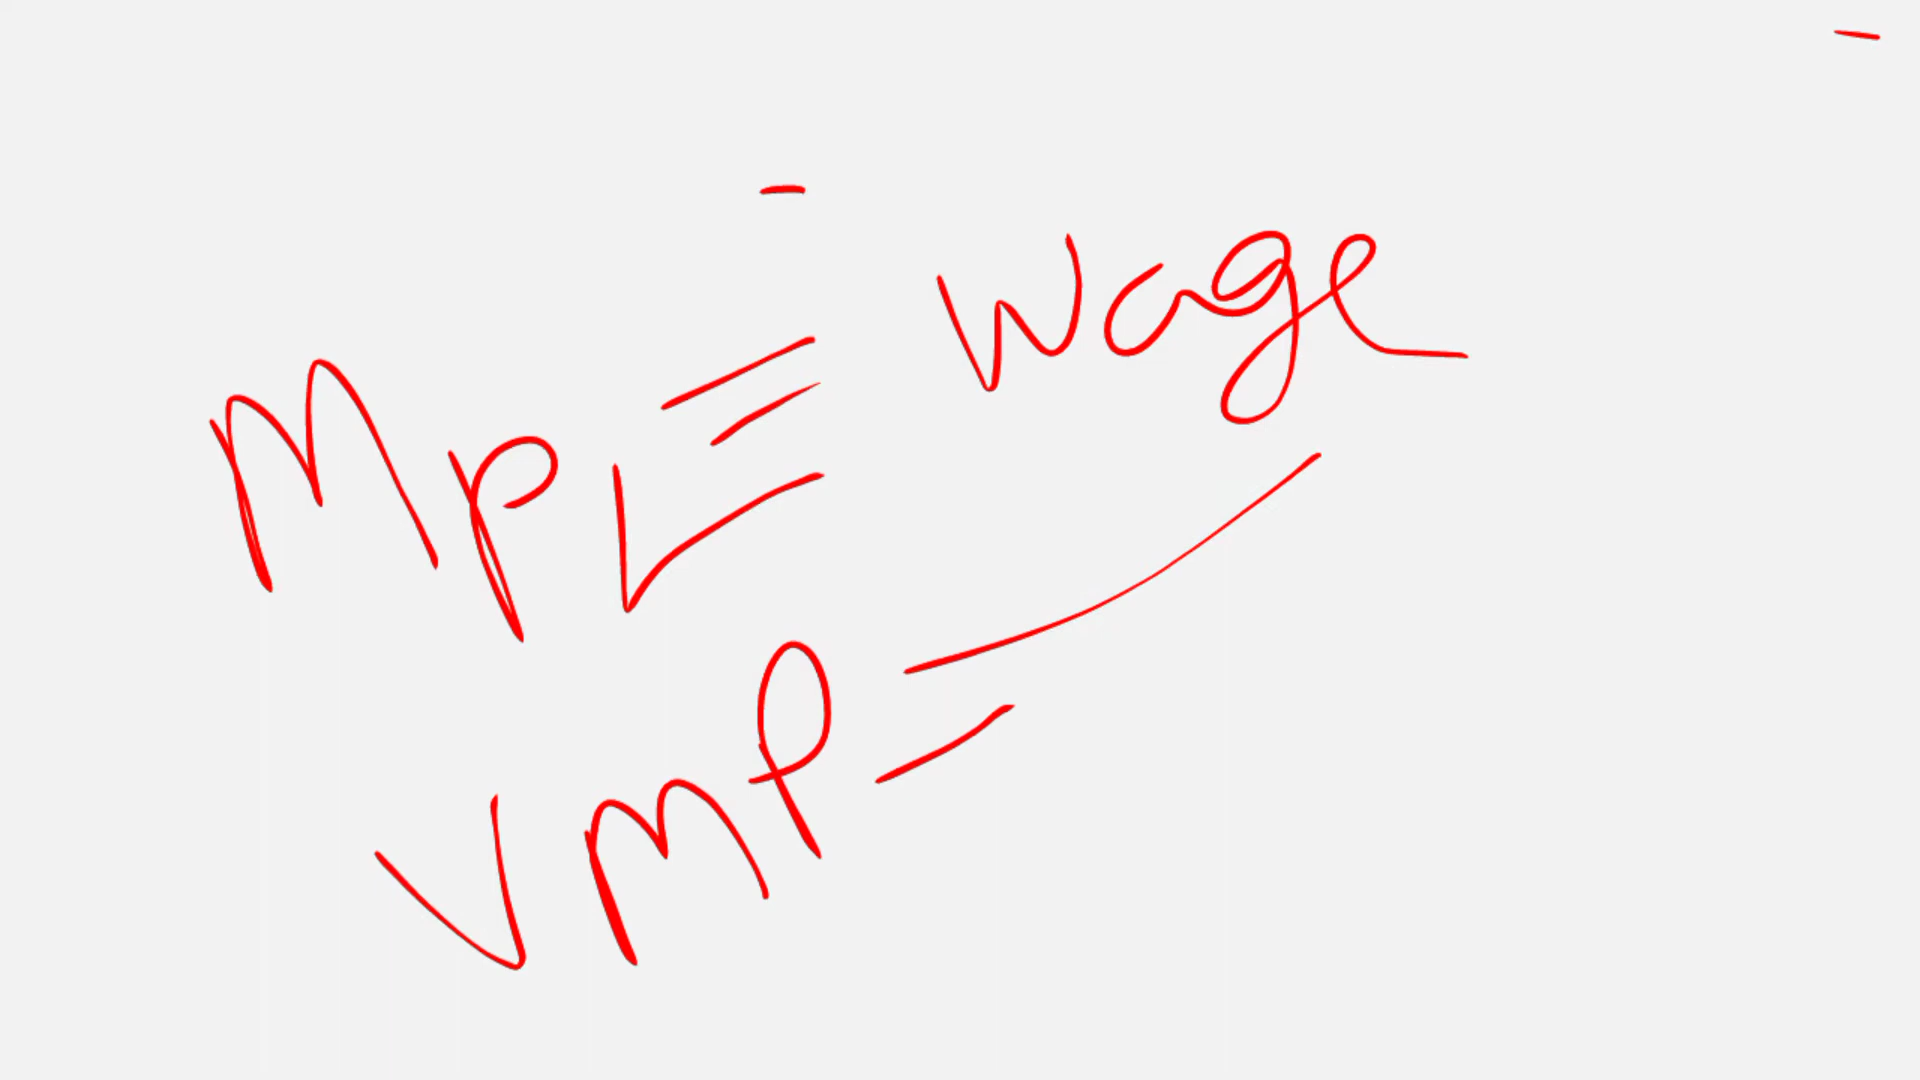 MPL = wage
VMP =